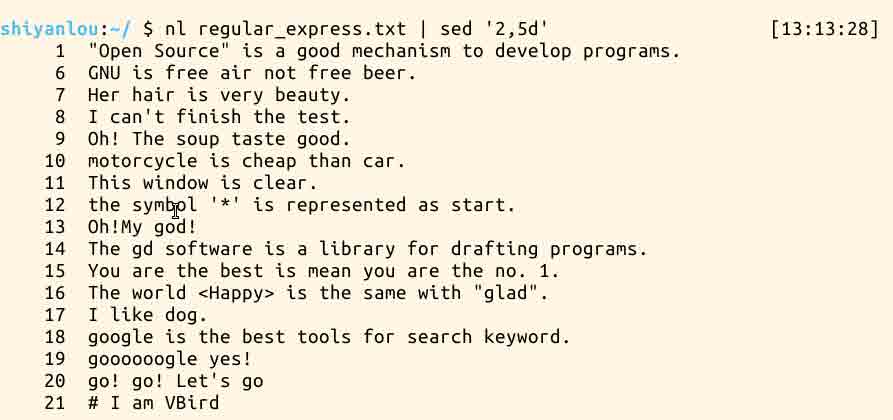 shiyanlou:~/ $ nl regular_express.txt | sed '2,5d' [13:13:28]
1 "Open Source" is a good mechanism to develop programs.
6 GNU is free air not free beer.
7 Her hair is very beauty.
8 I can't finish the test.
9 Oh! The soup taste good.
10 motorcycle is cheap than car.
11 This window is clear.
12 the symbol '*' is represented as start.
13 Oh!My god!
14 The gd software is a library for drafting programs.
15 You are the best is mean you are the no. 1.
16 The world <Happy> is the same with "glad".
17 I like dog.
18 google is the best tools for search keyword.
19 goooooogle yes!
20 go! go! Let's go
21 # I am VBird